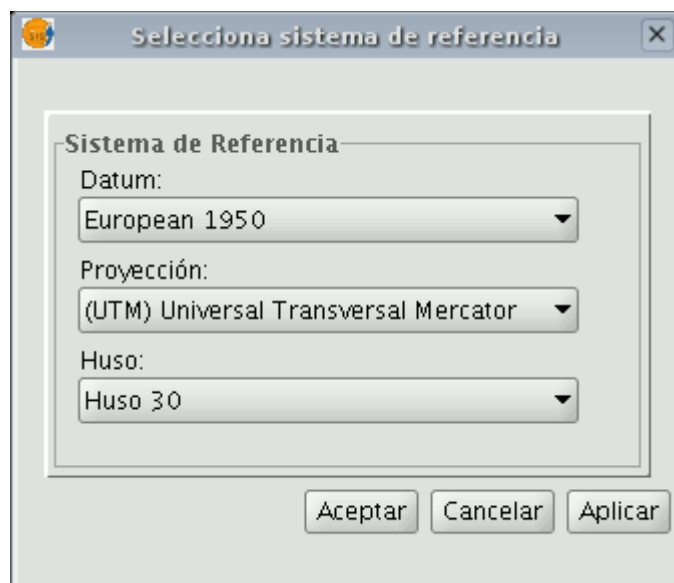 Selecciona sistema de referencia
Sistema de Referencia
Datum:
European 1950
Proyección:
(UTM) Universal Transversal Mercator
Huso:
Huso 30
Aceptar Cancelar Aplicar